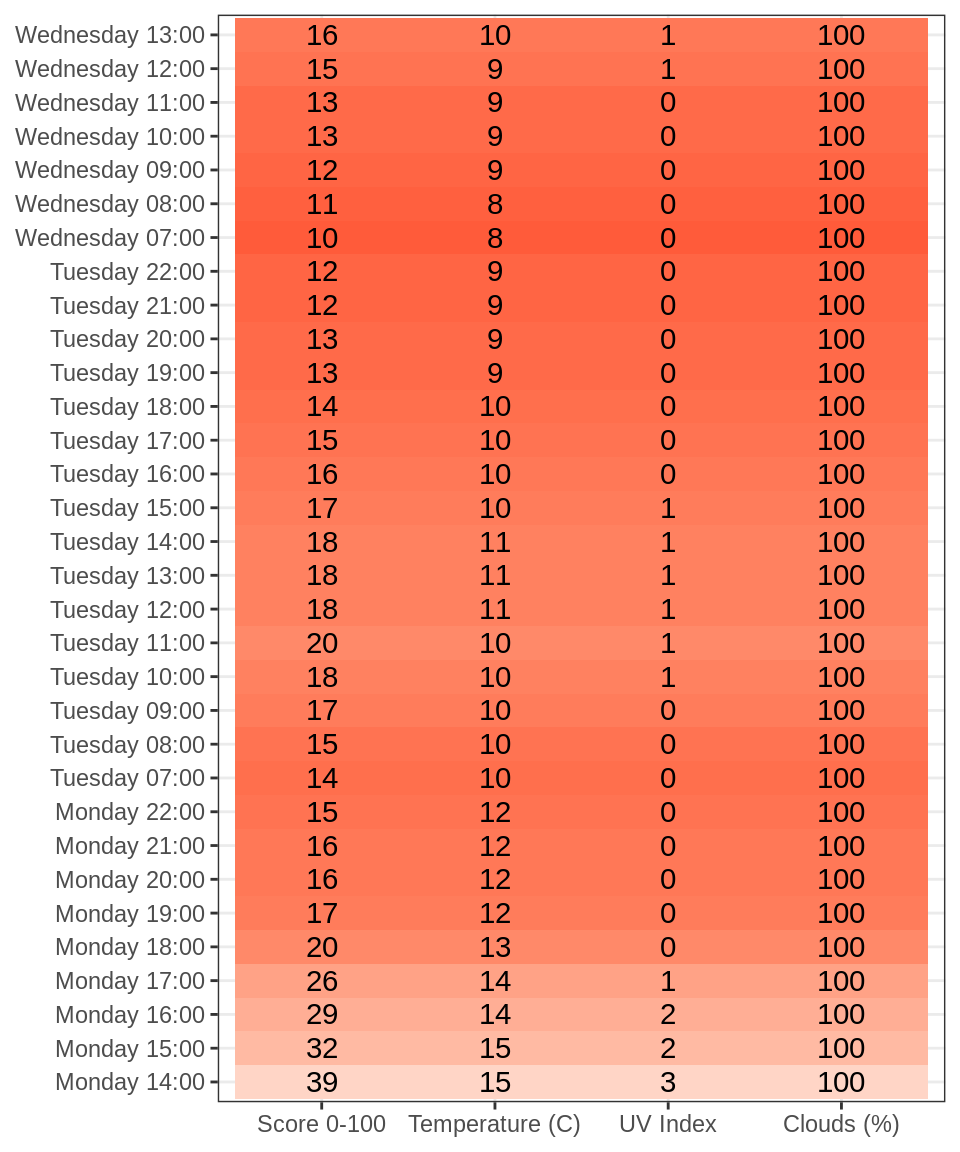 Wednesday 13:00 16 10 1 100
Wednesday 12:00 15 9 1 100
Wednesday 11:00 13 9 0 100
Wednesday 10:00 13 9 0 100
Wednesday 09:00 12 9 0 100
Wednesday 08:00 11 8 0 100
Wednesday 07:00 10 8 0 100
Tuesday 22:00 12 9 0 100
Tuesday 21:00 12 9 0 100
Tuesday 20:00 13 9 0 100
Tuesday 19:00 13 9 0 100
Tuesday 18:00 14 10 0 100
Tuesday 17:00 15 10 0 100
Tuesday 16:00 16 10 0 100
Tuesday 15:00 17 10 1 100
Tuesday 14:00 18 11 1 100
Tuesday 13:00 18 11 1 100
Tuesday 12:00 18 11 1 100
Tuesday 11:00 20 10 1 100
Tuesday 10:00 18 10 1 100
Tuesday 09:00 17 10 0 100
Tuesday 08:00 15 10 0 100
Tuesday 07:00 14 10 0 100
Monday 22:00 15 12 0 100
Monday 21:00 16 12 0 100
Monday 20:00 16 12 0 100
Monday 19:00 17 12 0 100
Monday 18:00 20 13 0 100
Monday 17:00 26 14 1 100
Monday 16:00 29 14 2 100
Monday 15:00 32 15 2 100
Monday 14:00 39 15 3 100
Score 0-100 Temperature (C) UV Index Clouds (%)